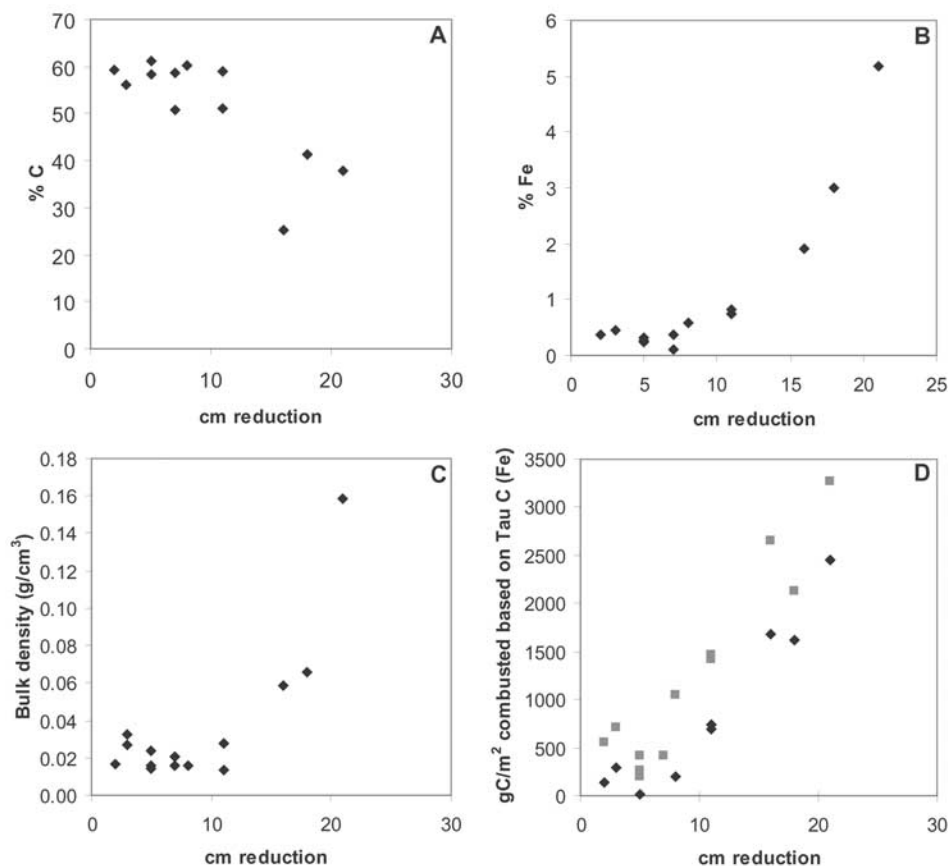 A
70
60
50
40
30
20
10
0
% C
0 10 20 30
cm reduction
B
6
5
4
3
2
1
0
% Fe
0 5 10 15 20 25
cm reduction
C
0.18
0.16
0.14
0.12
0.10
0.08
0.06
0.04
0.02
0.00
Bulk density (g/cm³)
0 10 20 30
cm reduction
D
3500
3000
2500
2000
1500
1000
500
0
gC/m² combusted based on Tau C (Fe)
0 10 20 30
cm reduction